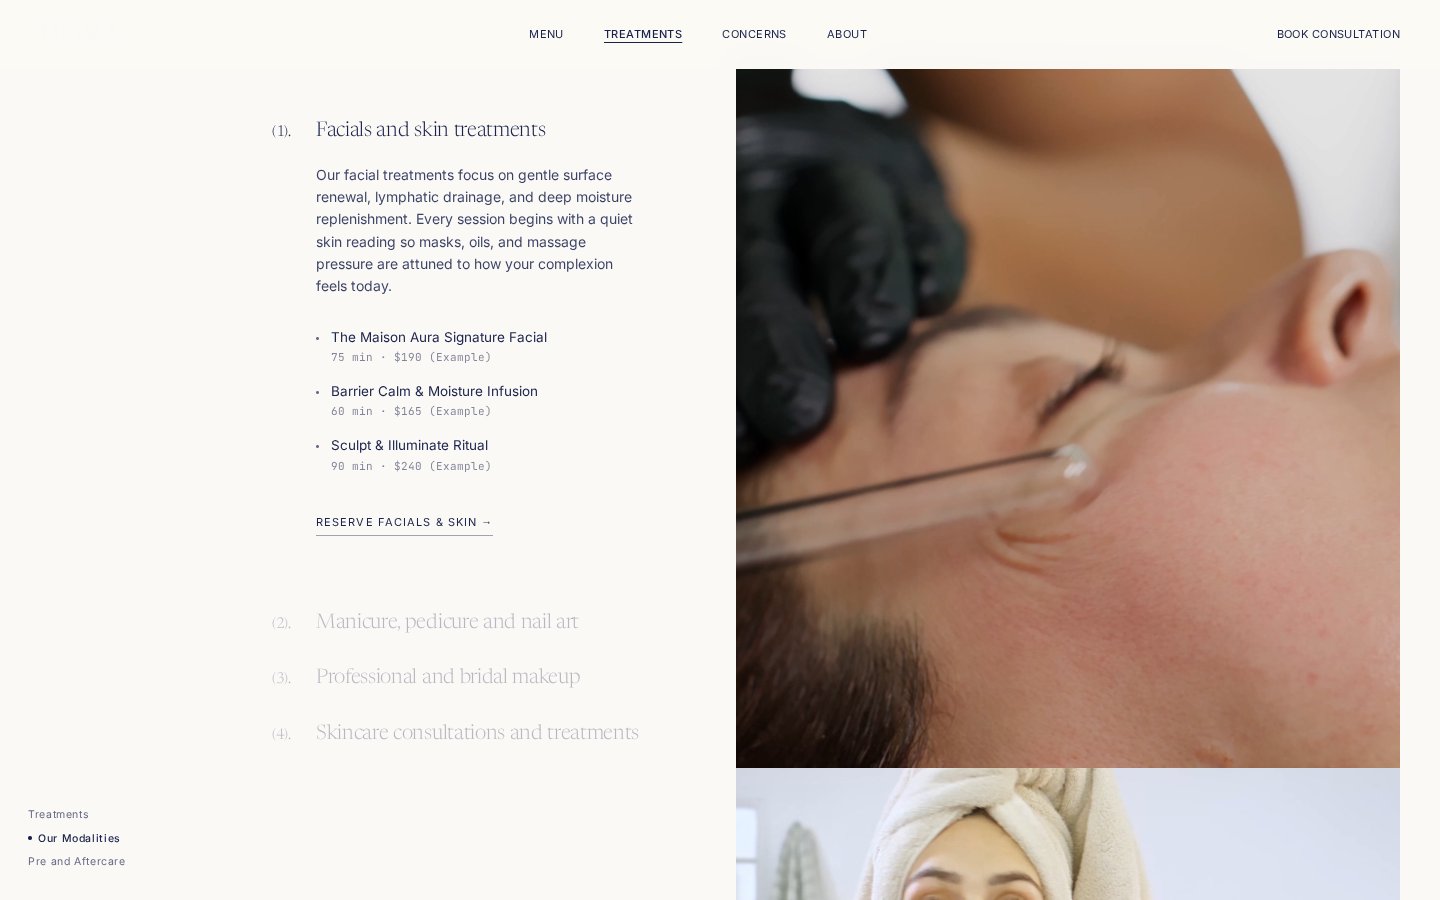 MENU
TREATMENTS
CONCERNS
ABOUT
BOOK CONSULTATION
(1). Facials and skin treatments
Our facial treatments focus on gentle surface
renewal, lymphatic drainage, and deep moisture
replenishment. Every session begins with a quiet
skin reading so masks, oils, and massage
pressure are attuned to how your complexion
feels today.
• The Maison Aura Signature Facial
75 min · $190 (Example)
• Barrier Calm & Moisture Infusion
60 min · $165 (Example)
• Sculpt & Illuminate Ritual
90 min · $240 (Example)
RESERVE FACIALS & SKIN →
(2). Manicure, pedicure and nail art
(3). Professional and bridal makeup
(4). Skincare consultations and treatments
Treatments
• Our Modalities
Pre and Aftercare